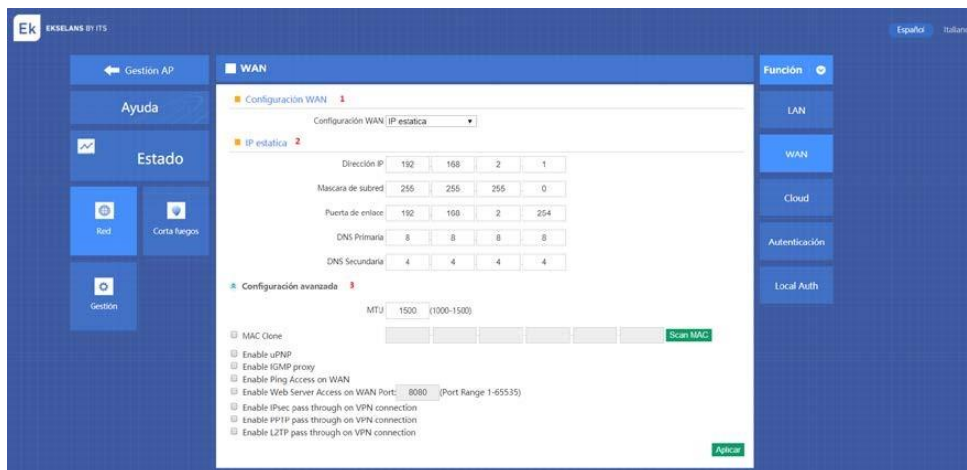 Ek EKSELANS BY ITS
Español Italiano
Gestión AP
Ayuda
Estado
Red
Corta fuegos
Gestión
WAN
Configuración WAN 1
Configuración WAN IP estatica
IP estatica 2
Dirección IP 192 168 2 1
Mascara de subred 255 255 255 0
Puerta de enlace 192 168 2 254
DNS Primaria 8 8 8 8
DNS Secundaria 4 4 4 4
Configuración avanzada 3
MTU 1500 (1000-1500)
MAC Clone Scan MAC
Enable uPNP
Enable IGMP proxy
Enable Ping Access on WAN
Enable Web Server Access on WAN Port: 8080 (Port Range 1-65535)
Enable IPsec pass through on VPN connection
Enable PPTP pass through on VPN connection
Enable L2TP pass through on VPN connection
Aplicar
Función
LAN
WAN
Cloud
Autenticación
Local Auth